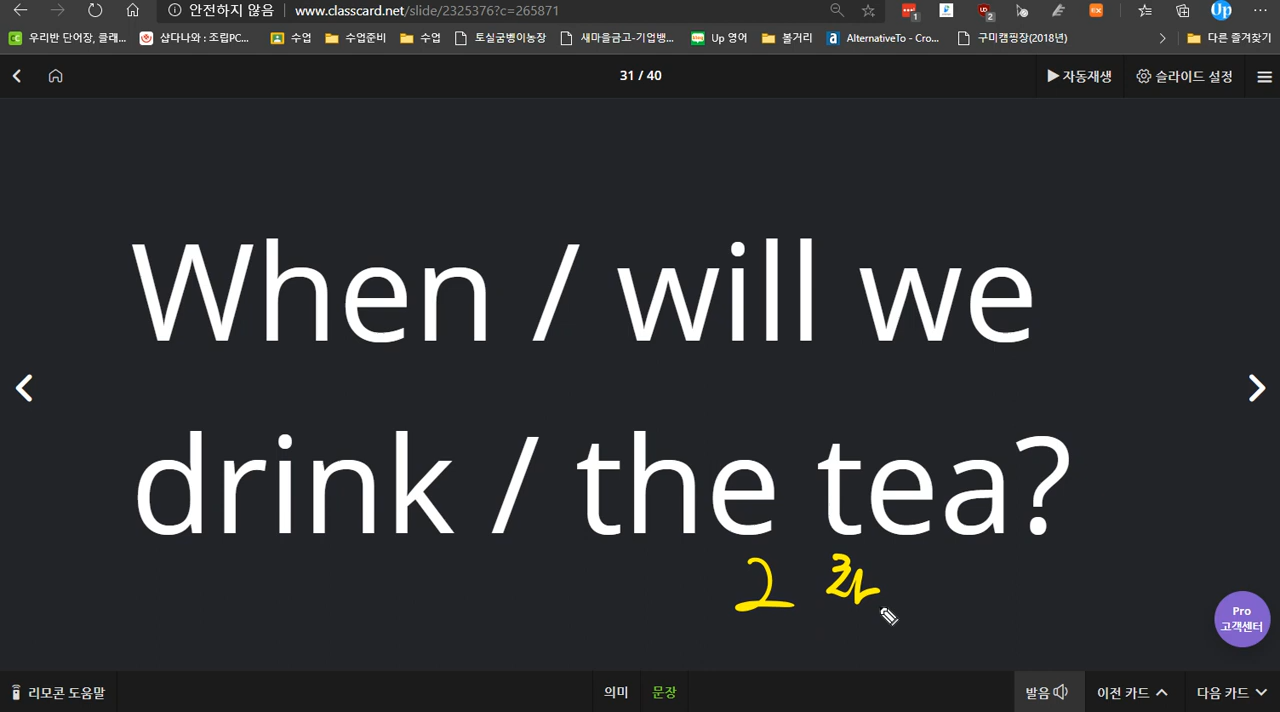 안전하지 않음 www.classcard.net/slide/2325376?c=265871
우리반 단어장, 클래... 샵다나와 : 조립PC... 수업 수업준비 수업 토실굼벵이농장 새마을금고-기업뱅... Up 영어 볼거리 AlternativeTo - Cro... 구미캠핑장(2018년) 다른 즐겨찾기
31 / 40 자동재생 슬라이드 설정
When / will we
drink / the tea?
그
Pro
고객센터
리모콘 도움말 의미 문장 발음 이전 카드 다음 카드